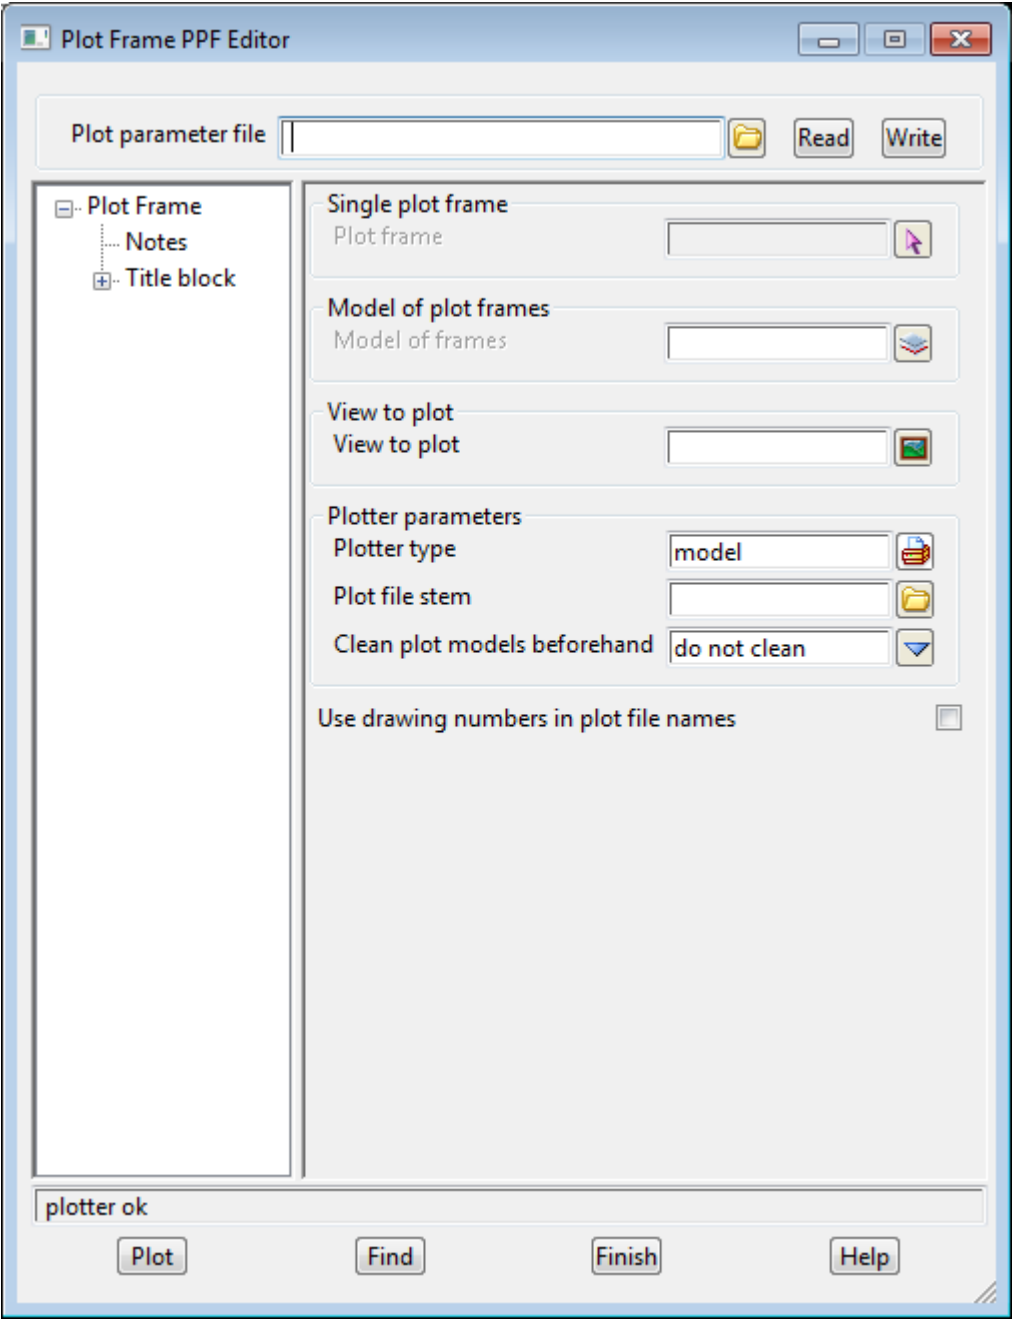 Plot Frame PPF Editor
Plot parameter file Read Write
Plot Frame
Notes
Title block
Single plot frame
Plot frame
Model of plot frames
Model of frames
View to plot
View to plot
Plotter parameters
Plotter type model
Plot file stem
Clean plot models beforehand do not clean
Use drawing numbers in plot file names
plotter ok
Plot Find Finish Help